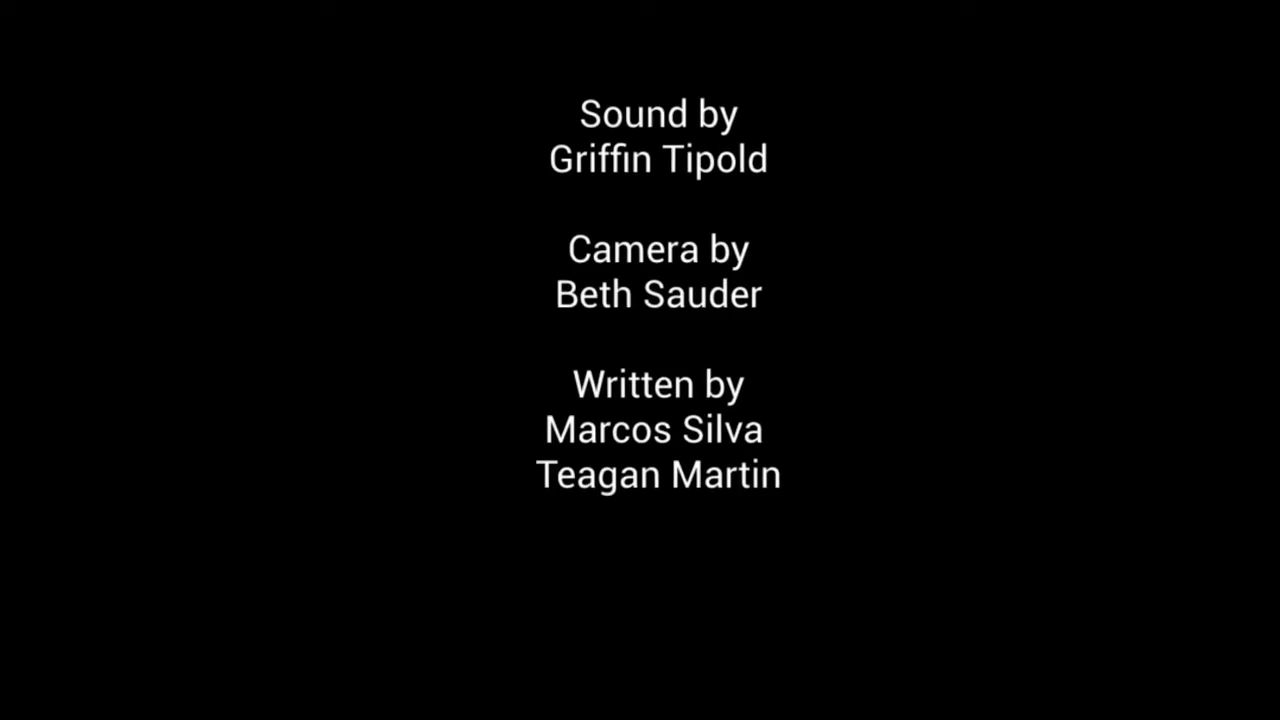 Sound by
Griffin Tipold
Camera by
Beth Sauder
Written by
Marcos Silva
Teagan Martin